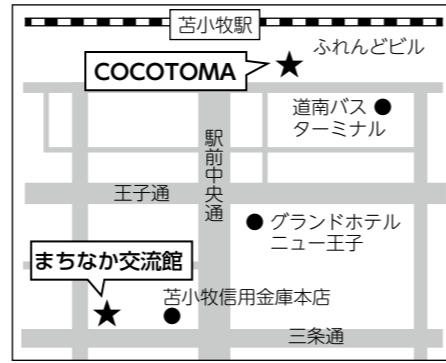 苫小牧駅
ふれんどビル
COCOTOMA
道南バス
ターミナル
駅前中央通
王子通
グランドホテル
ニュー王子
まちなか交流館
苫小牧信用金庫本店
三条通